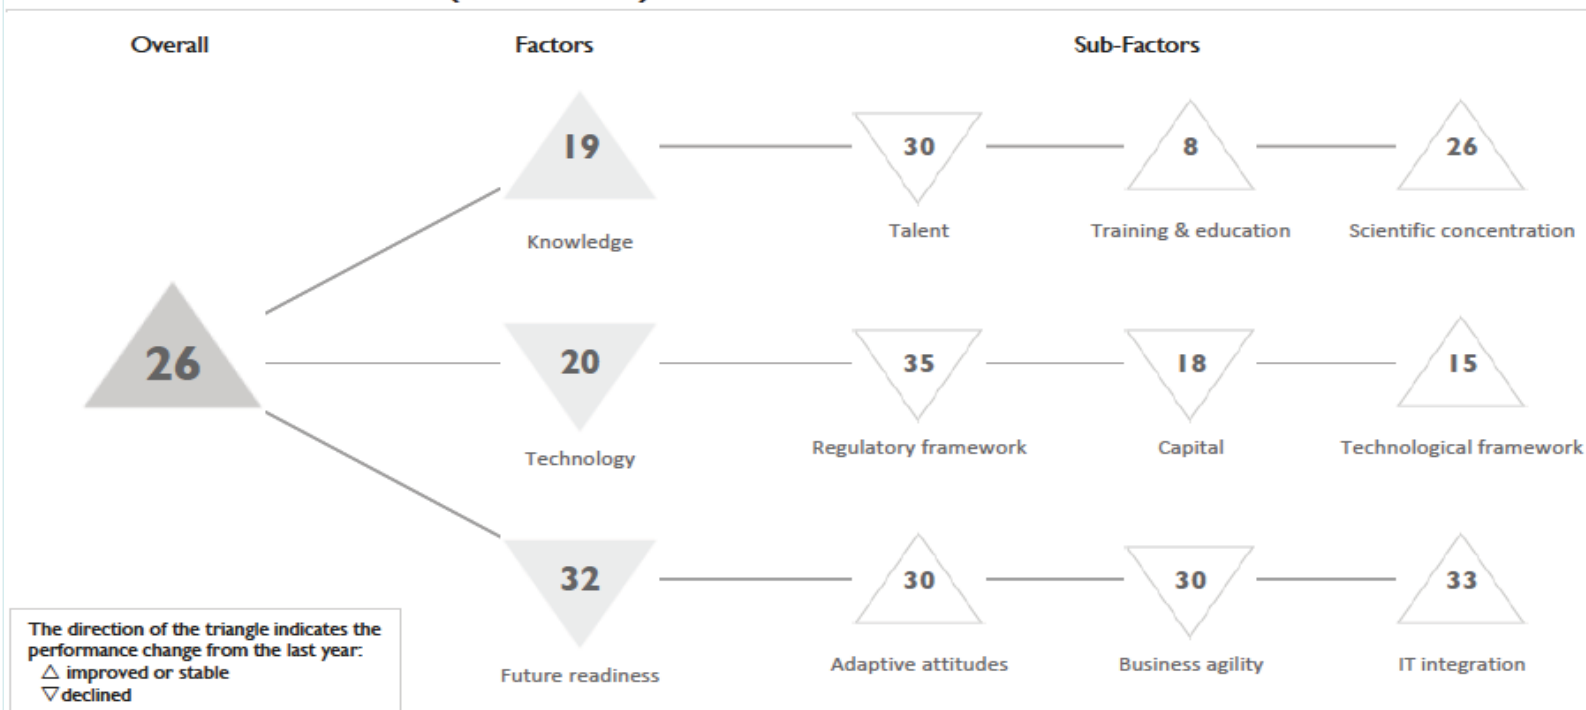 Overall Factors Sub-Factors
19 30 8 26
Knowledge Talent Training & education Scientific concentration
26 20 35 18 15
Technology Regulatory framework Capital Technological framework
32 30 30 33
Future readiness Adaptive attitudes Business agility IT integration
The direction of the triangle indicates the
performance change from the last year:
△ improved or stable
▽ declined